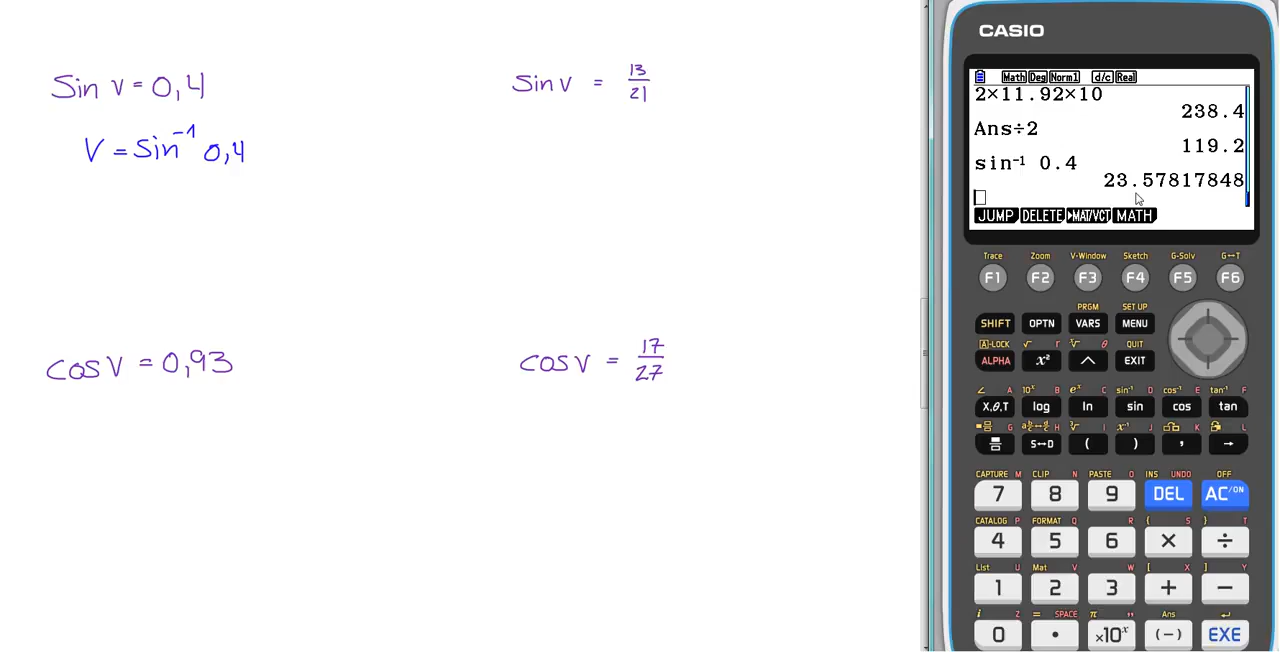 Sin v = 0,4
V = Sin⁻¹ 0,4
Sin v = 13/21
cos v = 0,93
cos v = 17/27
CASIO
Math Deg Norm1 d/c Real
2×11.92×10
238.4
Ans÷2
119.2
sin⁻¹ 0.4
23.57817848
JUMP DELETE ►MAT/VCT MATH
Trace Zoom V-Window Sketch G-Solv G↔T
F1 F2 F3 F4 F5 F6
PRGM SET UP
SHIFT OPTN VARS MENU
A-LOCK √ r ∛ θ QUIT
ALPHA x² ^ EXIT
∠ A 10ˣ B eˣ C sin⁻¹ D cos⁻¹ E tan⁻¹ F
X,θ,T log ln sin cos tan
G H I x⁻¹ J K L
S↔D ( ) , →
CAPTURE M CLIP N PASTE O INS UNDO OFF
7 8 9 DEL AC/ON
CATALOG P FORMAT Q R { S } T
4 5 6 × ÷
List U Mat V W [ X ] Y
1 2 3 + −
i Z = SPACE π " Ans ↵
0 • ×10ˣ (−) EXE